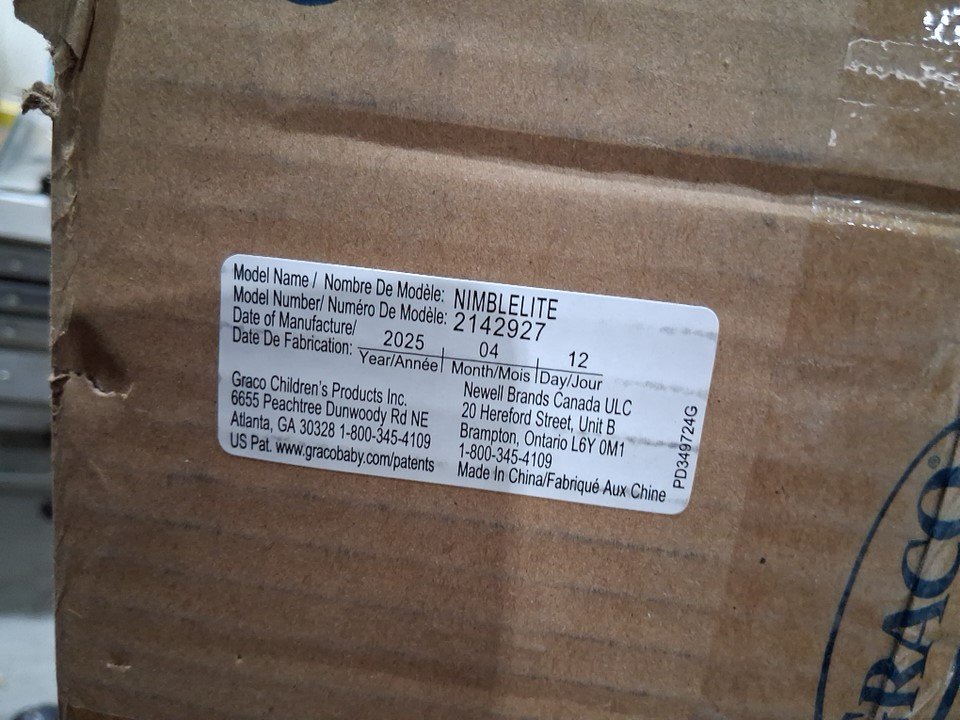 Model Name / Nombre De Modèle: NIMBLELITE
Model Number/ Numéro De Modèle: 2142927
Date of Manufacture/
Date De Fabrication: 2025 04 12
Year/Année Month/Mois Day/Jour
Graco Children's Products Inc.
6655 Peachtree Dunwoody Rd NE
Atlanta, GA 30328 1-800-345-4109
US Pat. www.gracobaby.com/patents
Newell Brands Canada ULC
20 Hereford Street, Unit B
Brampton, Ontario L6Y 0M1
1-800-345-4109
Made In China/Fabriqué Aux Chine
PD349724G
GRACO®